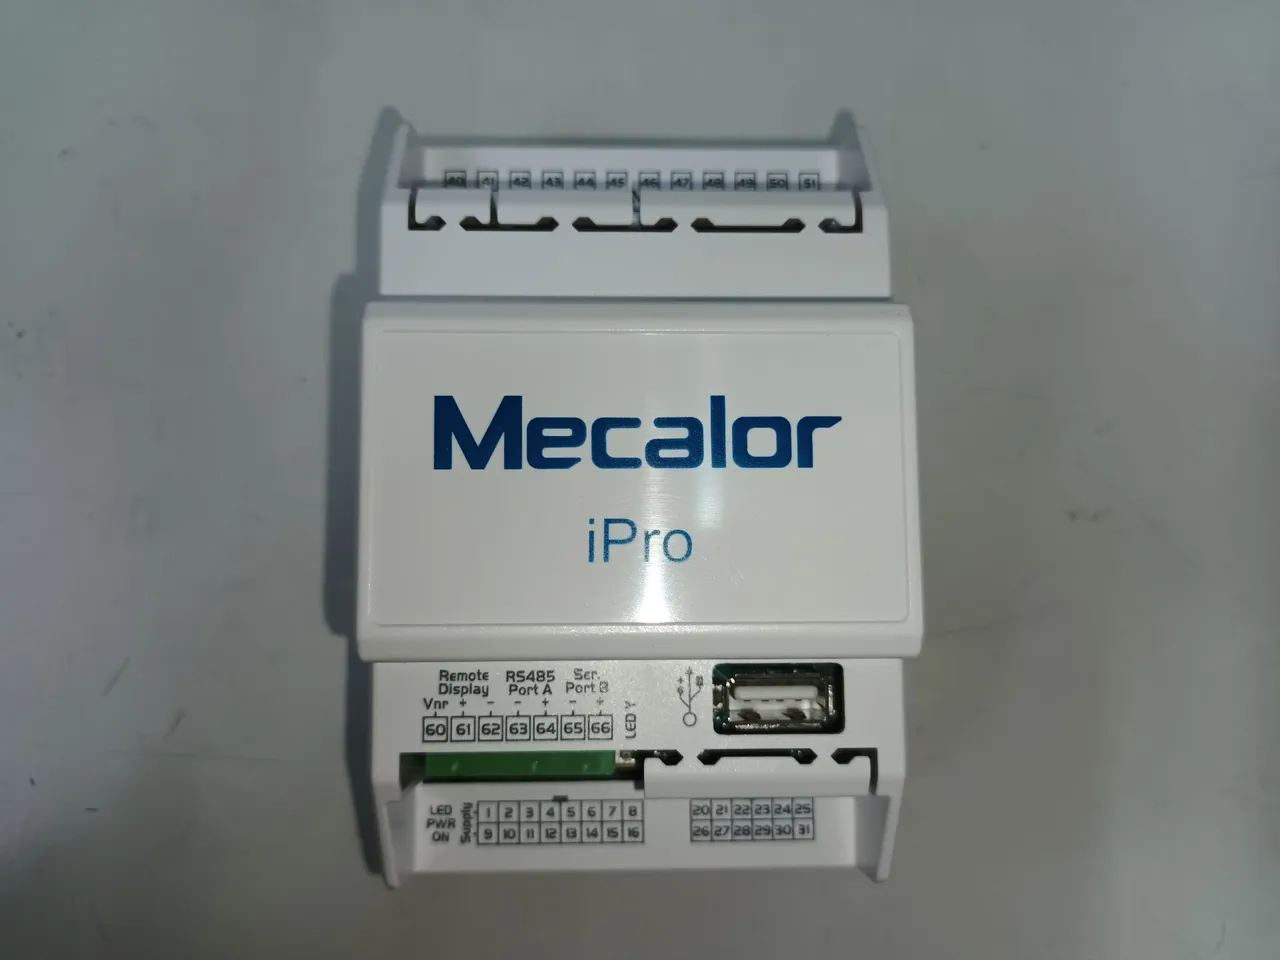 40 41 42 43 44 45 46 47 48 49 50 51
Mecalor
iPro
Remote Display
RS485 Port A
Ser. Port B
Vnr + - - + - +
60 61 62 63 64 65 66
LED Y
LED PWR ON
Supply
1 2 3 4 5 6 7 8
9 10 11 12 13 14 15 16
20 21 22 23 24 25
26 27 28 29 30 31